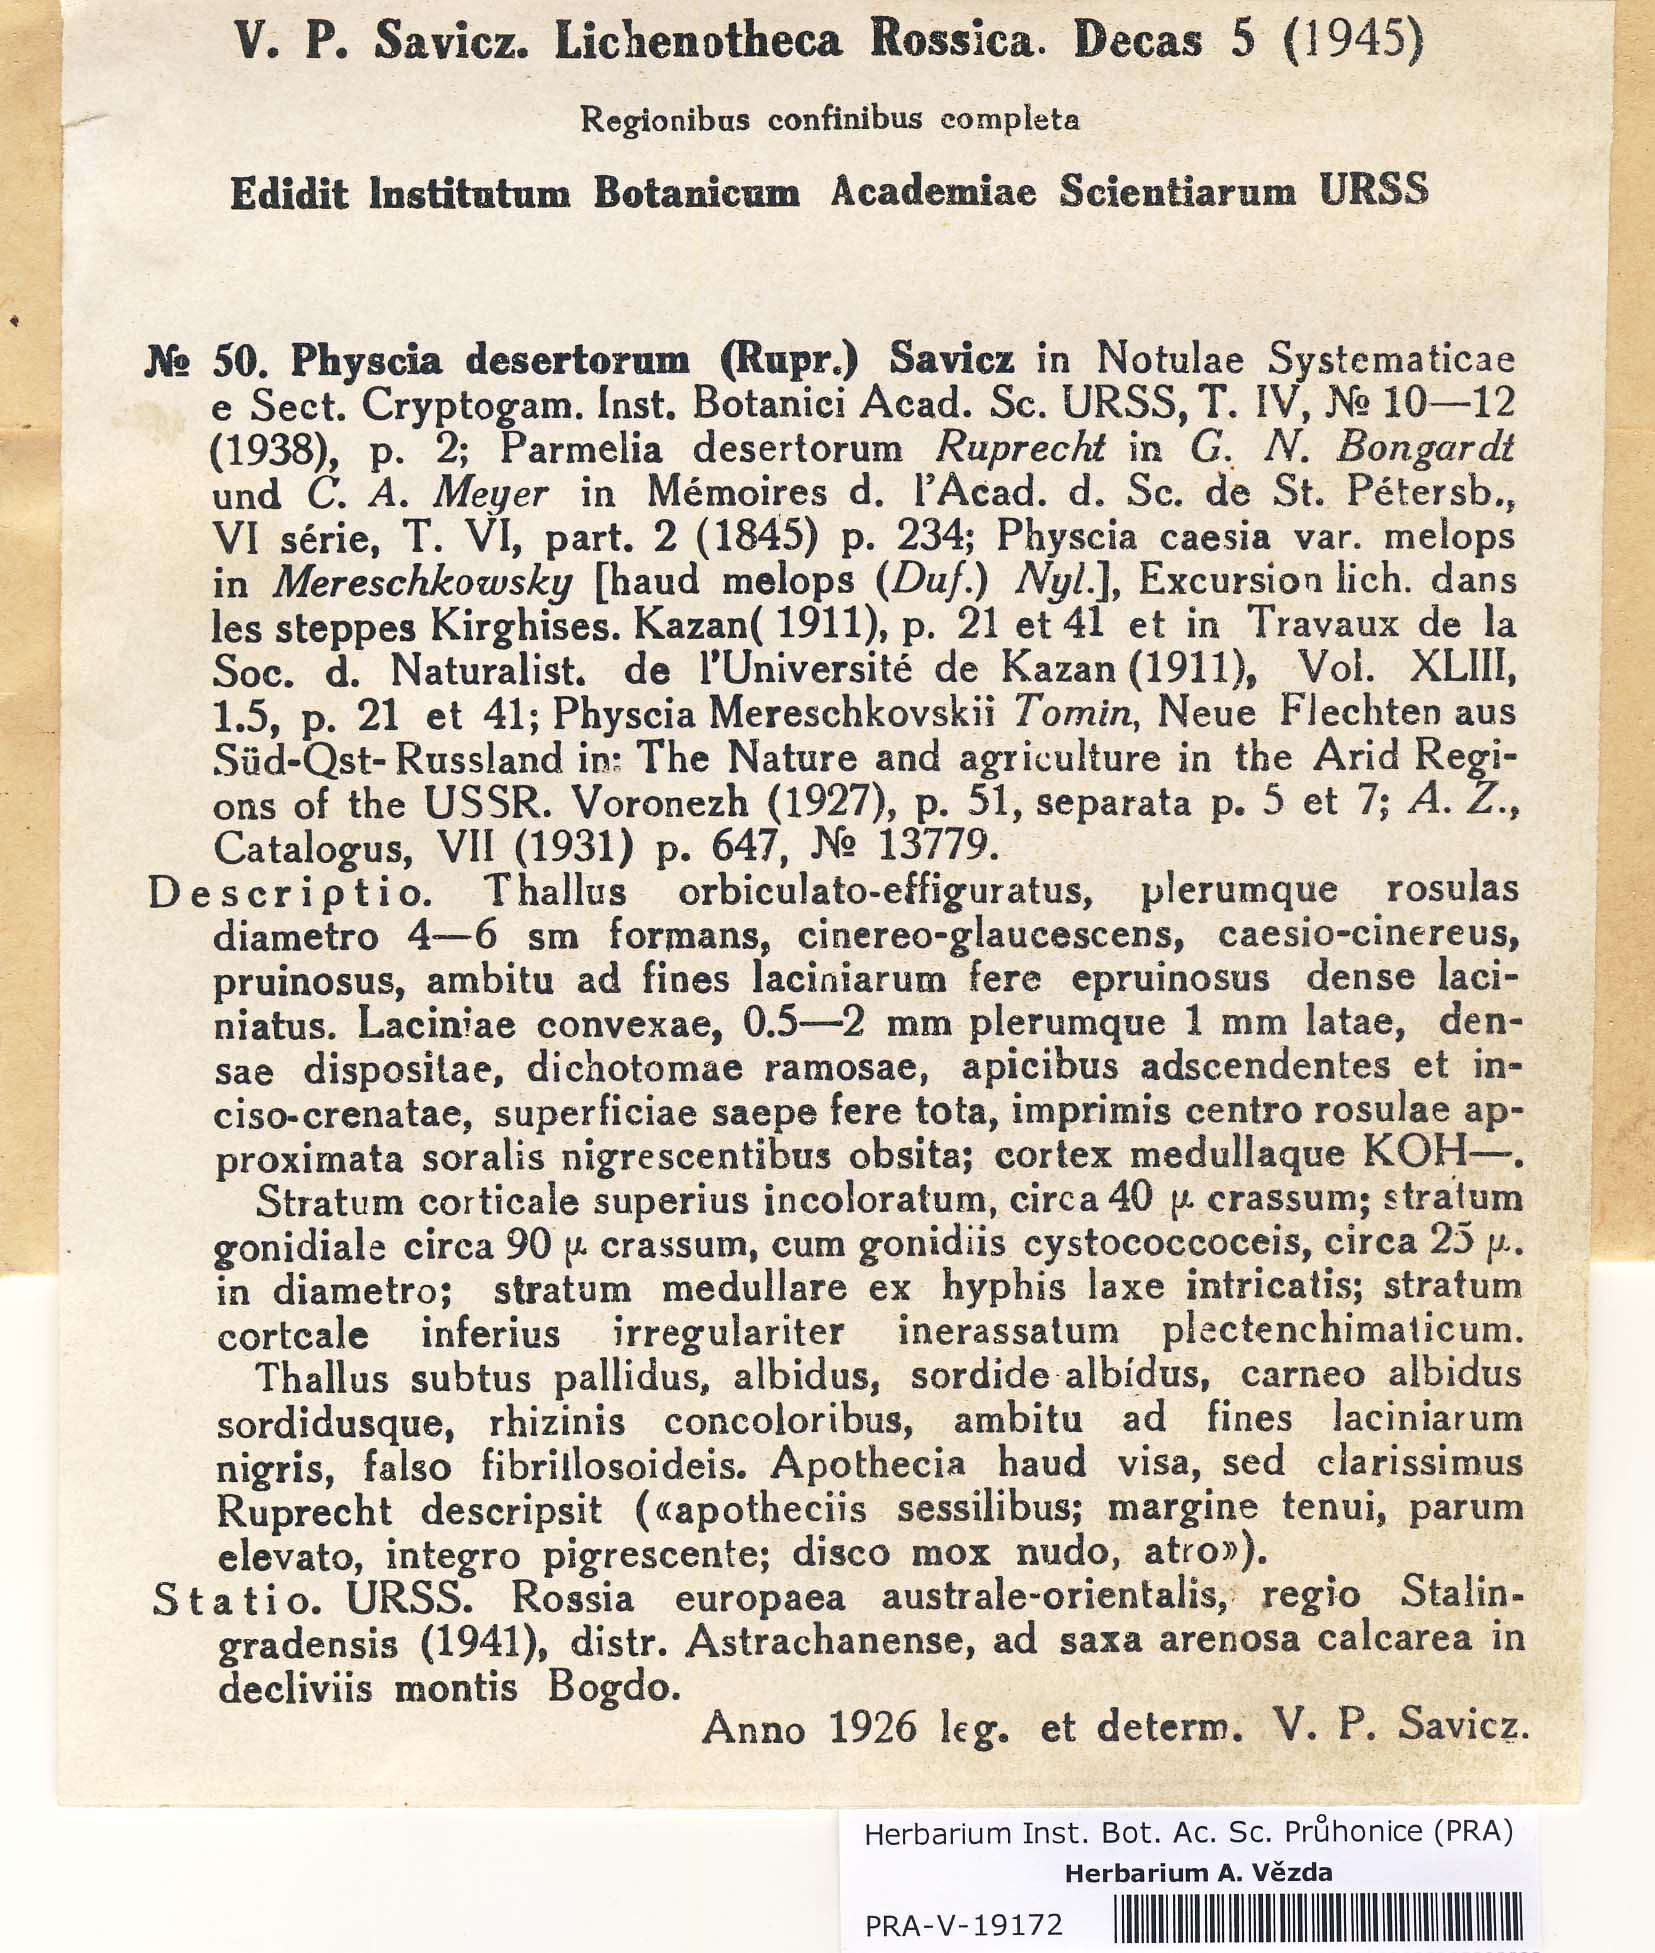 V. P. Savicz. Lichenotheca Rossica. Decas 5 (1945)
Regionibus confinibus completa
Edidit Institutum Botanicum Academiae Scientiarum URSS
№ 50. Physcia desertorum (Rupr.) Savicz in Notulae Systematicae
e Sect. Cryptogam. Inst. Botanici Acad. Sc. URSS, T. IV, № 10—12
(1938), p. 2; Parmelia desertorum Ruprecht in G. N. Bongardt
und C. A. Meyer in Mémoires d. l'Acad. d. Sc. de St. Pétersb.,
VI série, T. VI, part. 2 (1845) p. 234; Physcia caesia var. melops
in Mereschkowsky [haud melops (Duf.) Nyl.], Excursion lich. dans
les steppes Kirghises. Kazan( 1911), p. 21 et 41 et in Travaux de la
Soc. d. Naturalist. de l'Université de Kazan (1911), Vol. XLIII,
1.5, p. 21 et 41; Physcia Mereschkovskii Tomin, Neue Flechten aus
Süd-Qst-Russland in: The Nature and agriculture in the Arid Regi-
ons of the USSR. Voronezh (1927), p. 51, separata p. 5 et 7; A. Z.,
Catalogus, VII (1931) p. 647, № 13779.
Descriptio. Thallus orbiculato-effiguratus, plerumque rosulas
diametro 4—6 sm formans, cinereo-glaucescens, caesio-cinereus,
pruinosus, ambitu ad fines laciniarum fere epruinosus dense laci-
niatus. Laciniae convexae, 0.5—2 mm plerumque 1 mm latae, den-
sae dispositae, dichotomae ramosae, apicibus adscendentes et in-
ciso-crenatae, superficiae saepe fere tota, imprimis centro rosulae ap-
proximata soralis nigrescentibus obsita; cortex medullaque KOH—.
Stratum corticale superius incoloratum, circa 40 μ crassum; stratum
gonidiale circa 90 μ crassum, cum gonidiis cystococcoceis, circa 25 μ.
in diametro; stratum medullare ex hyphis laxe intricatis; stratum
cortcale inferius irregulariter inerassatum plectenchimaticum.
Thallus subtus pallidus, albidus, sordide albidus, carneo albidus
sordidusque, rhizinis concoloribus, ambitu ad fines laciniarum
nigris, falso fibrillosoideis. Apothecia haud visa, sed clarissimus
Ruprecht descripsit («apotheciis sessilibus; margine tenui, parum
elevato, integro pigrescente; disco mox nudo, atro»).
Statio. URSS. Rossia europaea australe-orientalis, regio Stalin-
gradensis (1941), distr. Astrachanense, ad saxa arenosa calcarea in
decliviis montis Bogdo.
Anno 1926 leg. et determ. V. P. Savicz.
Herbarium Inst. Bot. Ac. Sc. Průhonice (PRA)
Herbarium A. Vězda
PRA-V-19172